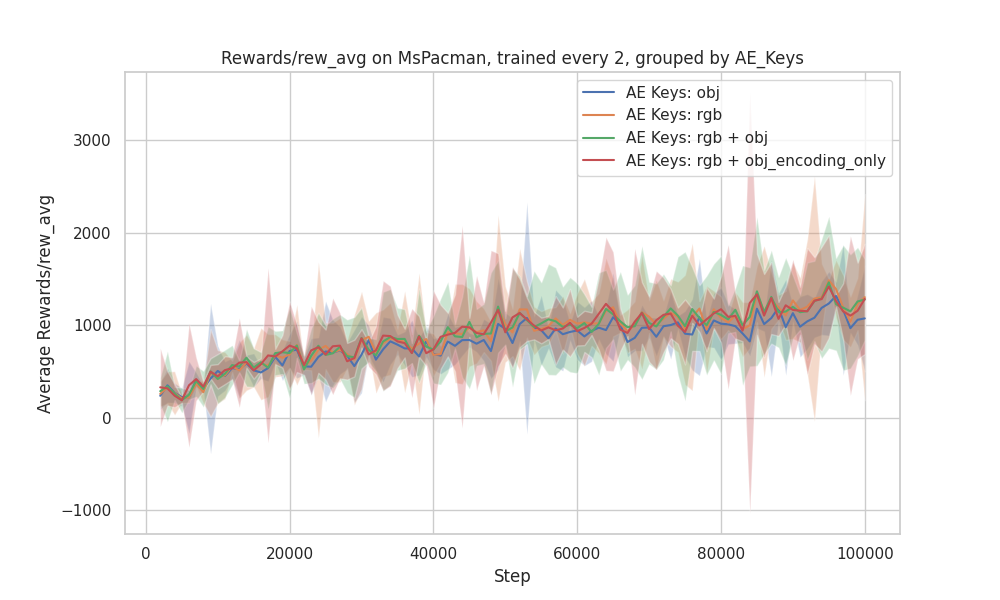 Rewards/rew_avg on MsPacman, trained every 2, grouped by AE_Keys
AE Keys: obj
AE Keys: rgb
AE Keys: rgb + obj
AE Keys: rgb + obj_encoding_only
Average Rewards/rew_avg
3000
2000
1000
0
−1000
0 20000 40000 60000 80000 100000
Step